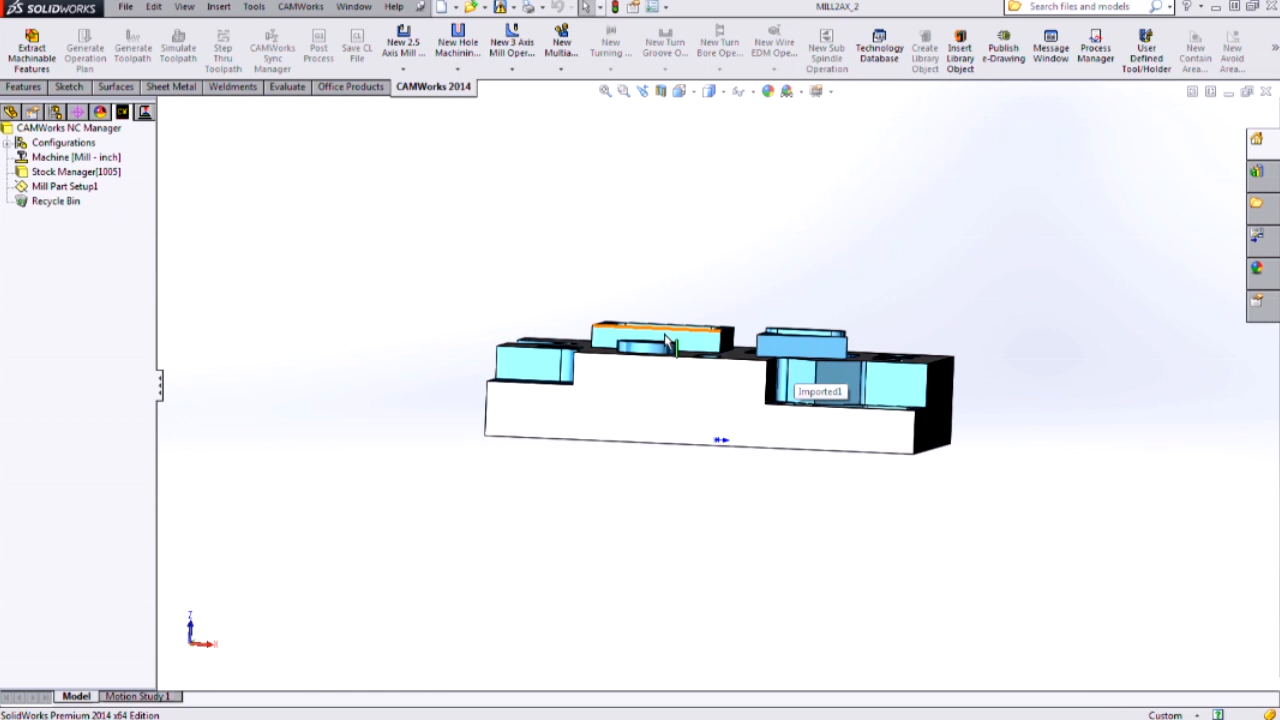 SOLIDWORKS File Edit View Insert Tools CAMWorks Window Help MILL2AX_2 Search files and models
Extract Machinable Features
Generate Operation Plan
Generate Toolpath
Simulate Toolpath
Step Thru Toolpath
CAMWorks Sync Manager
Post Process
Save CL File
New 2.5 Axis Mill ...
New Hole Machinin...
New 3 Axis Mill Oper...
New Multia...
New Turning ...
New Turn Groove O...
New Turn Bore Ope...
New Wire EDM Ope...
New Sub Spindle Operation
Technology Database
Create Library Object
Insert Library Object
Publish e-Drawing
Message Window
Process Manager
User Defined Tool/Holder
New Contain Area...
New Avoid Area...
Features Sketch Surfaces Sheet Metal Weldments Evaluate Office Products CAMWorks 2014
CAMWorks NC Manager
Configurations
Machine [Mill - inch]
Stock Manager[1005]
Mill Part Setup1
Recycle Bin
Imported1
Z
X
Model Motion Study 1
SolidWorks Premium 2014 x64 Edition Custom